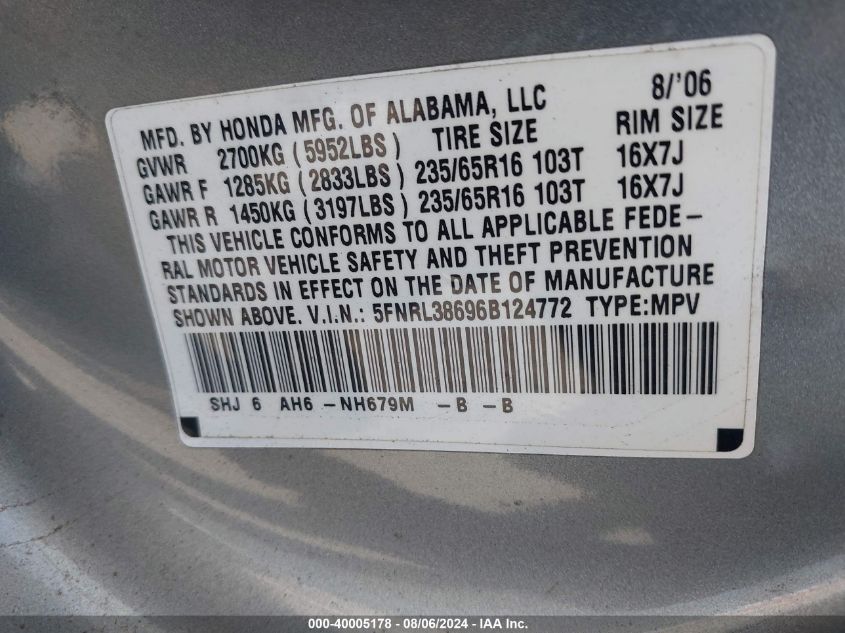 MFD. BY HONDA MFG. OF ALABAMA, LLC 8/'06
GVWR 2700KG (5952LBS) TIRE SIZE RIM SIZE
GAWR F 1285KG (2833LBS) 235/65R16 103T 16X7J
GAWR R 1450KG (3197LBS) 235/65R16 103T 16X7J
THIS VEHICLE CONFORMS TO ALL APPLICABLE FEDE-
RAL MOTOR VEHICLE SAFETY AND THEFT PREVENTION
STANDARDS IN EFFECT ON THE DATE OF MANUFACTURE
SHOWN ABOVE. V.I.N.: 5FNRL38696B124772 TYPE:MPV
SHJ 6 AH6 -NH679M -B -B
000-40005178 - 08/06/2024 - IAA Inc.